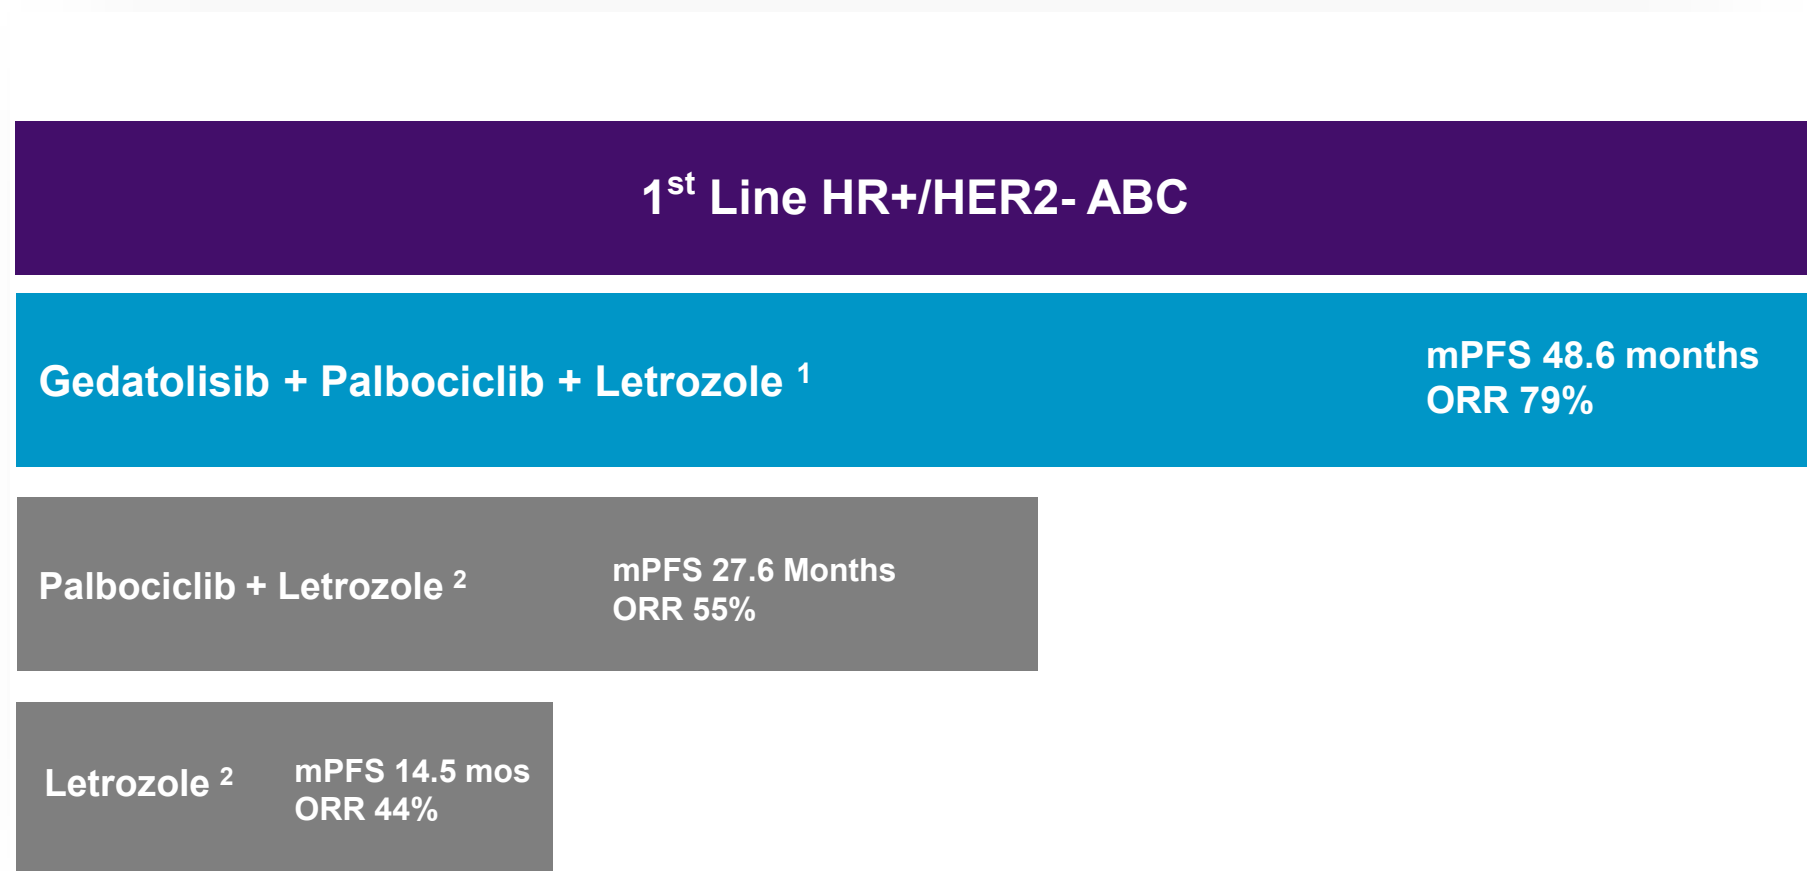 1st Line HR+/HER2- ABC
Gedatolisib + Palbociclib + Letrozole 1
mPFS 48.6 months
ORR 79%
Palbociclib + Letrozole 2
mPFS 27.6 Months
ORR 55%
Letrozole 2
mPFS 14.5 mos
ORR 44%